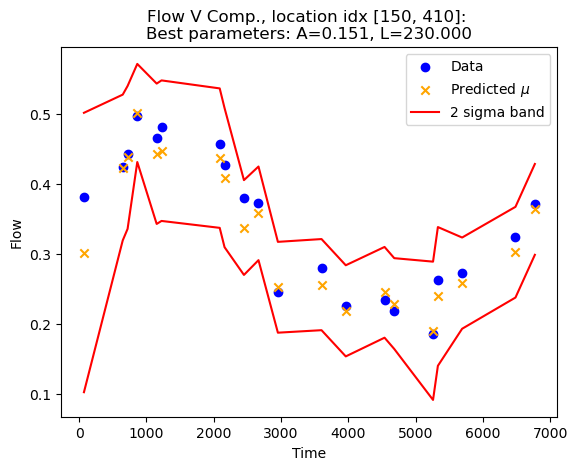 Flow V Comp., location idx [150, 410]:
Best parameters: A=0.151, L=230.000
Data
Predicted μ
2 sigma band
0.5
0.4
0.3
0.2
0.1
Flow
0 1000 2000 3000 4000 5000 6000 7000
Time